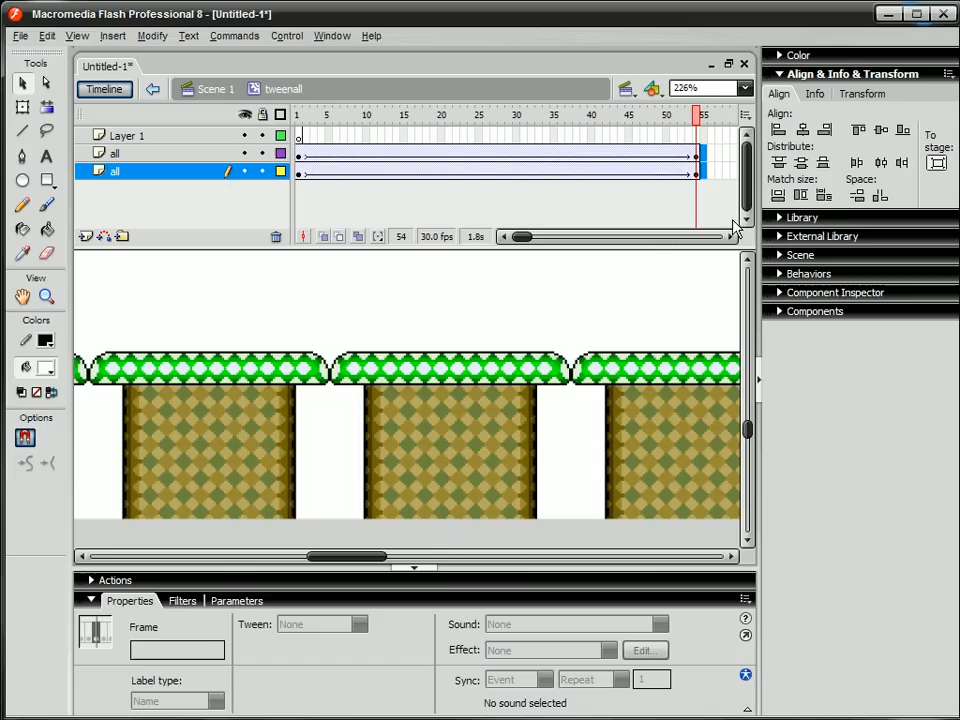 Macromedia Flash Professional 8 - [Untitled-1*]
File Edit View Insert Modify Text Commands Control Window Help
Tools
View
Colors
Options
Untitled-1*
Timeline Scene 1 tweenall 226%
1 5 10 15 20 25 30 35 40 45 50 55
Layer 1
all
all
54 30.0 fps 1.8s
Color
Align & Info & Transform
Align Info Transform
Align:
To stage:
Distribute:
Match size: Space:
Library
External Library
Scene
Behaviors
Component Inspector
Components
Actions
Properties Filters Parameters
Frame
Tween: None
Sound: None
Effect: None Edit...
Label type:
Name
Sync: Event Repeat 1
No sound selected